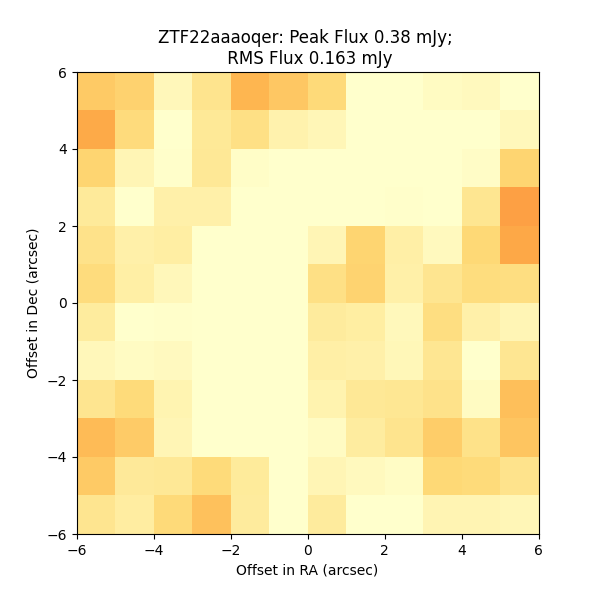 ZTF22aaaoqer: Peak Flux 0.38 mJy;
RMS Flux 0.163 mJy
6
4
2
0
−2
−4
−6
Offset in Dec (arcsec)
−6 −4 −2 0 2 4 6
Offset in RA (arcsec)